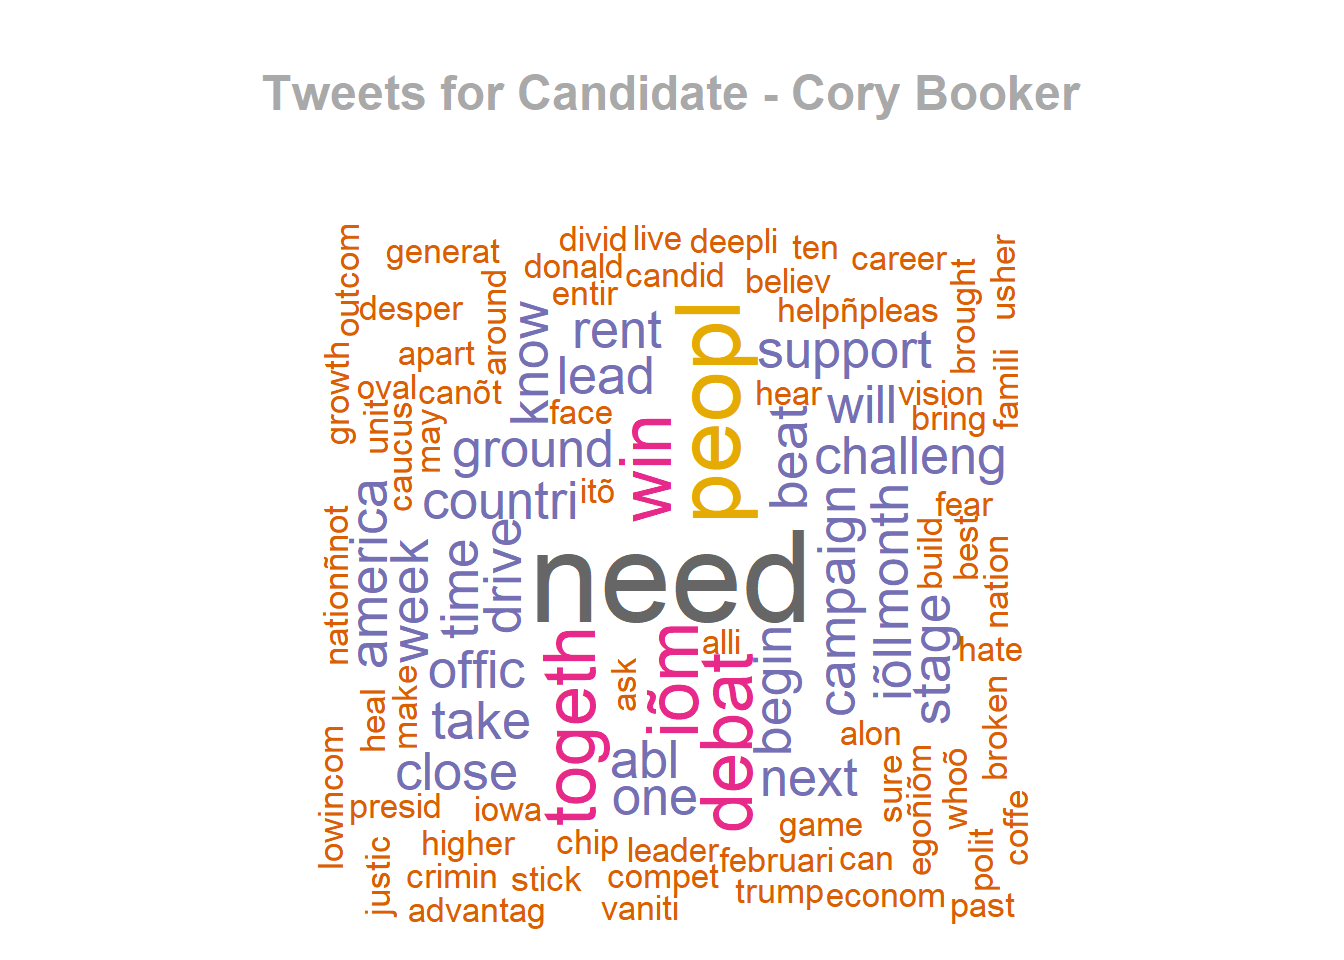 Tweets for Candidate - Cory Booker
outcom
generat
divid
live
deepli
ten
career
usher
donald
candid
believ
brought
desper
around
entir
helpñpleas
know
rent
peopl
support
growth
apart
lead
famili
oval
canõt
hear
will
vision
unit
caucus
may
face
win
beat
bring
ground
challeng
america
countri
itõ
campaign
iõllmonth
fear
nationññot
week
time
drive
need
build
best
nation
stage
hate
togeth
iõm
alli
debat
begin
offic
ask
heal
make
take
broken
alon
lowincom
close
abl
next
sure
egoñiõm
whoõ
coffe
presid
iowa
one
game
justic
higher
chip
leader
februari
can
polit
crimin
stick
compet
trump
econom
advantag
vaniti
past